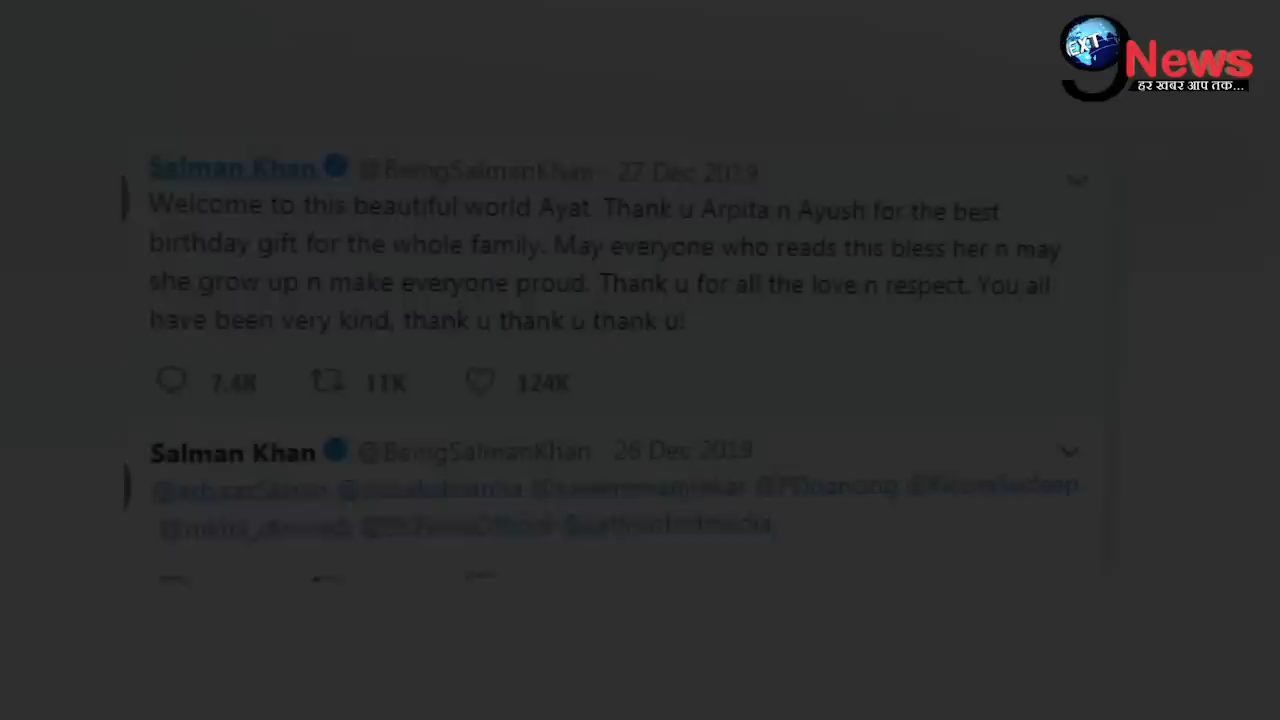 EXT
9 News
हर खबर आप तक...
Salman Khan @BeingSalmanKhan · 27 Dec 2019
Welcome to this beautiful world Ayat. Thank u Arpita n Ayush for the best
birthday gift for the whole family. May everyone who reads this bless her n may
she grow up n make everyone proud. Thank u for all the love n respect. You all
have been very kind, thank u thank u thank u!
7.4K 11K 124K
Salman Khan @BeingSalmanKhan · 26 Dec 2019